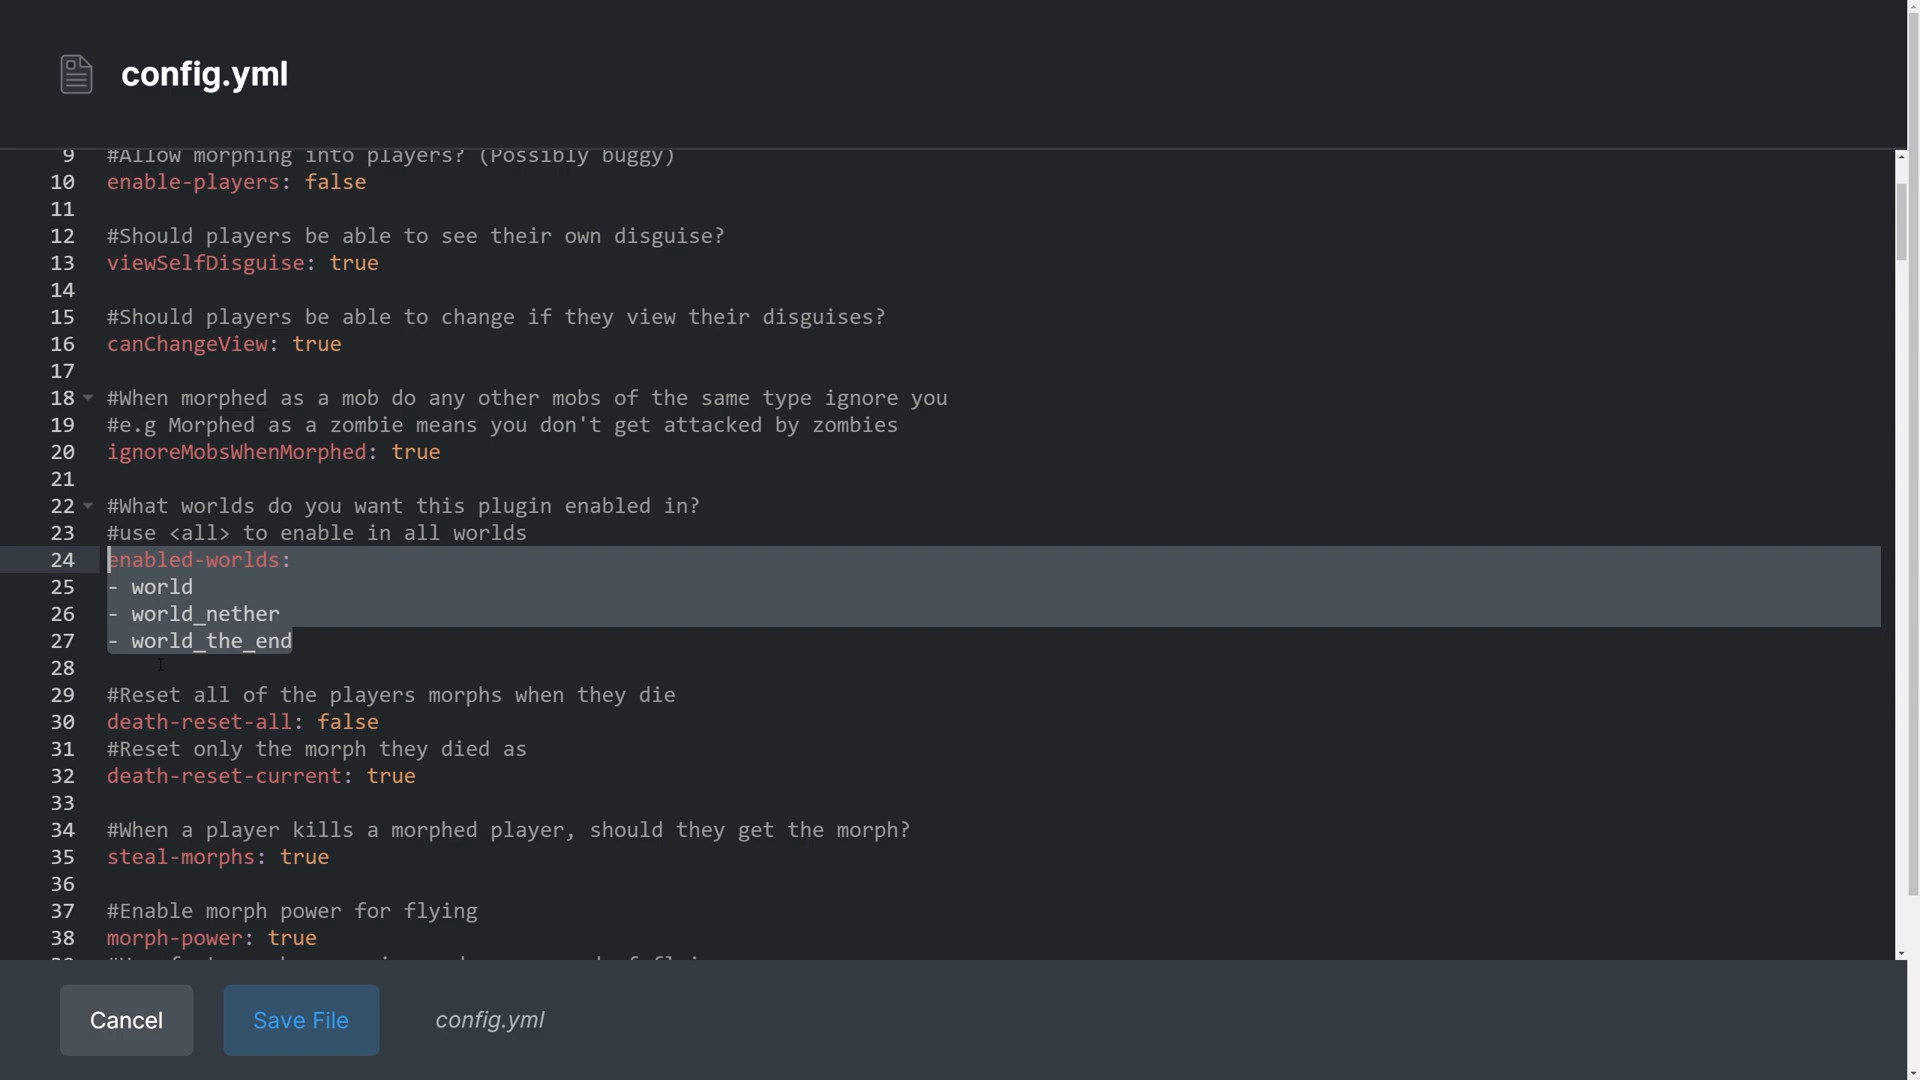 config.yml
9 #Allow morphing into players? (Possibly buggy)
10 enable-players: false
11
12 #Should players be able to see their own disguise?
13 viewSelfDisguise: true
14
15 #Should players be able to change if they view their disguises?
16 canChangeView: true
17
18 #When morphed as a mob do any other mobs of the same type ignore you
19 #e.g Morphed as a zombie means you don't get attacked by zombies
20 ignoreMobsWhenMorphed: true
21
22 #What worlds do you want this plugin enabled in?
23 #use <all> to enable in all worlds
24 enabled-worlds:
25 - world
26 - world_nether
27 - world_the_end
28
29 #Reset all of the players morphs when they die
30 death-reset-all: false
31 #Reset only the morph they died as
32 death-reset-current: true
33
34 #When a player kills a morphed player, should they get the morph?
35 steal-morphs: true
36
37 #Enable morph power for flying
38 morph-power: true
Cancel
Save File
config.yml